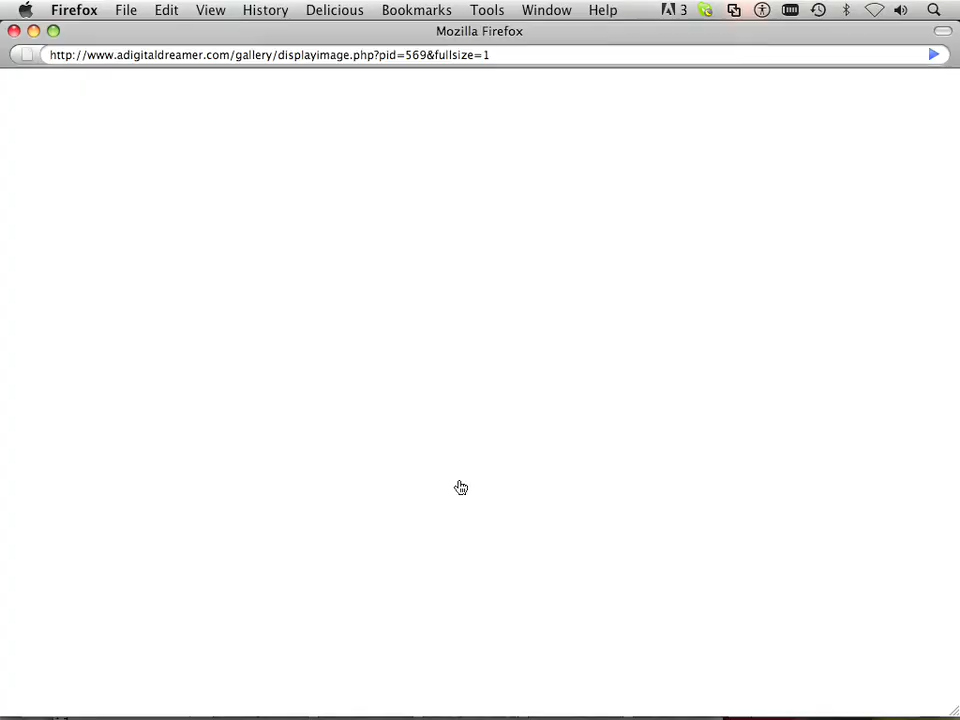 Firefox File Edit View History Delicious Bookmarks Tools Window Help 3
Mozilla Firefox
http://www.adigitaldreamer.com/gallery/displayimage.php?pid=569&fullsize=1